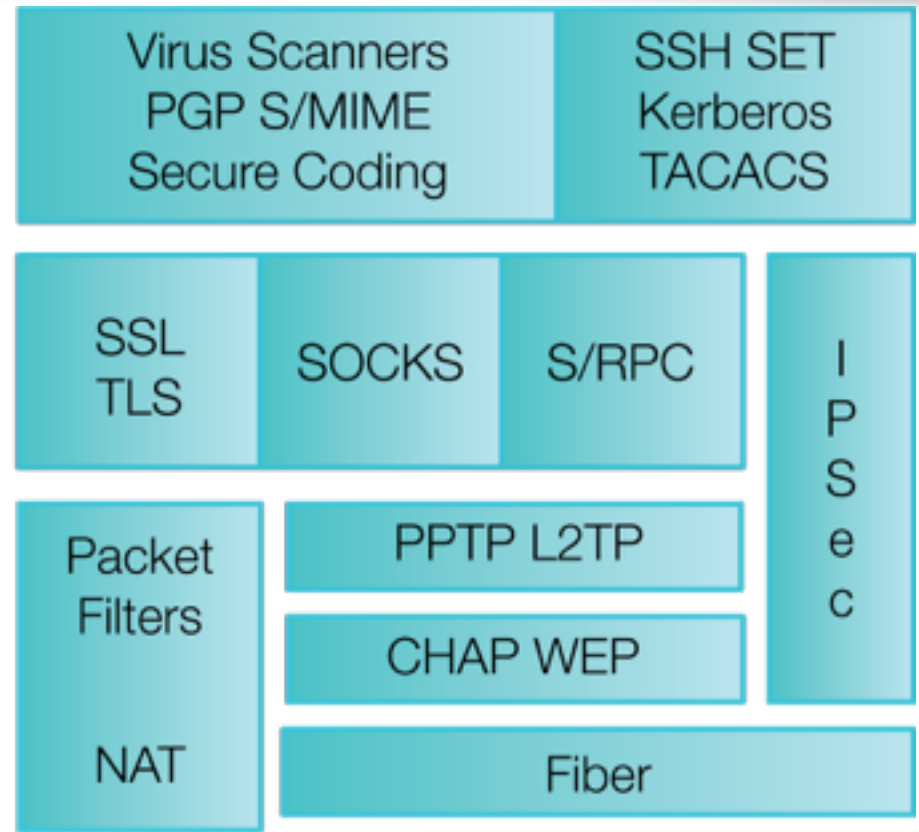 Virus Scanners
PGP S/MIME
Secure Coding
SSH SET
Kerberos
TACACS
SSL
TLS
SOCKS
S/RPC
I
P
S
e
c
Packet
Filters
NAT
PPTP L2TP
CHAP WEP
Fiber